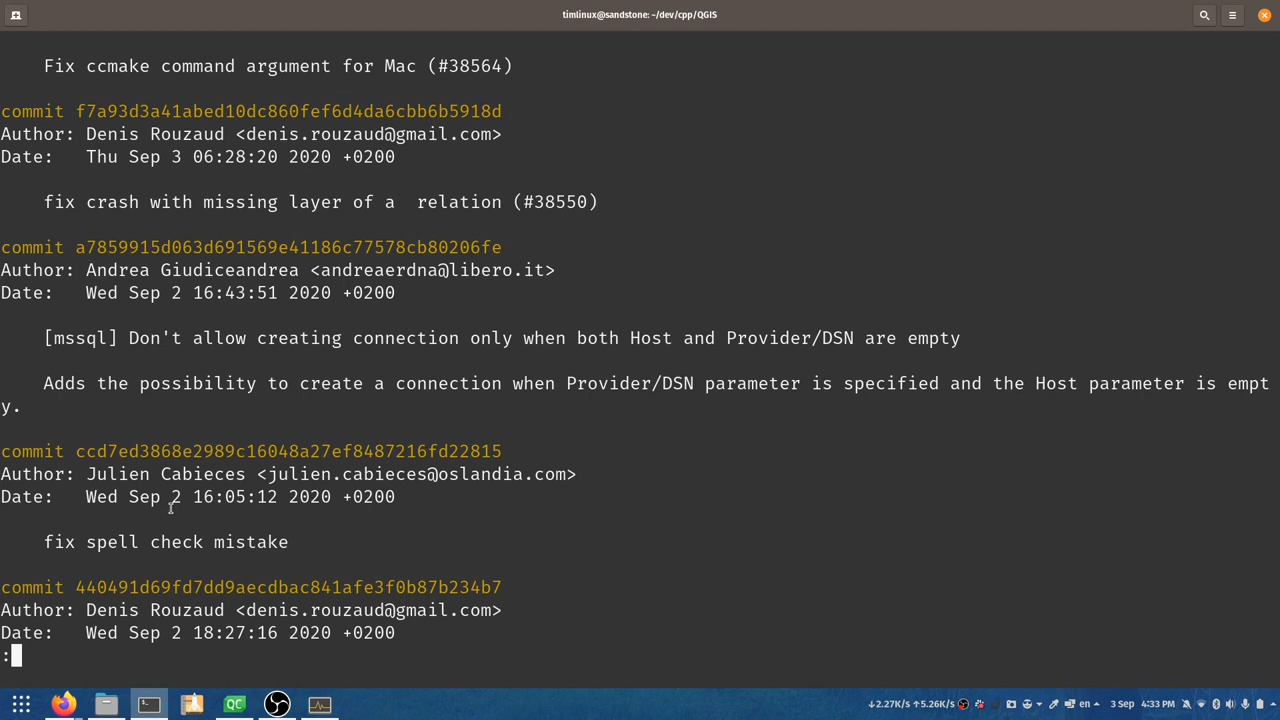 timlinux@sandstone: ~/dev/cpp/QGIS
Fix ccmake command argument for Mac (#38564)
commit f7a93d3a41abed10dc860fef6d4da6cbb6b5918d
Author: Denis Rouzaud <denis.rouzaud@gmail.com>
Date:   Thu Sep 3 06:28:20 2020 +0200
fix crash with missing layer of a  relation (#38550)
commit a7859915d063d691569e41186c77578cb80206fe
Author: Andrea Giudiceandrea <andreaerdna@libero.it>
Date:   Wed Sep 2 16:43:51 2020 +0200
[mssql] Don't allow creating connection only when both Host and Provider/DSN are empty
Adds the possibility to create a connection when Provider/DSN parameter is specified and the Host parameter is empt
y.
commit ccd7ed3868e2989c16048a27ef8487216fd22815
Author: Julien Cabieces <julien.cabieces@oslandia.com>
Date:   Wed Sep 2 16:05:12 2020 +0200
fix spell check mistake
commit 440491d69fd7dd9aecdbac841afe3f0b87b234b7
Author: Denis Rouzaud <denis.rouzaud@gmail.com>
Date:   Wed Sep 2 18:27:16 2020 +0200
:
QC
↓2.27K/s ↑5.26K/s en 3 Sep 4:33 PM